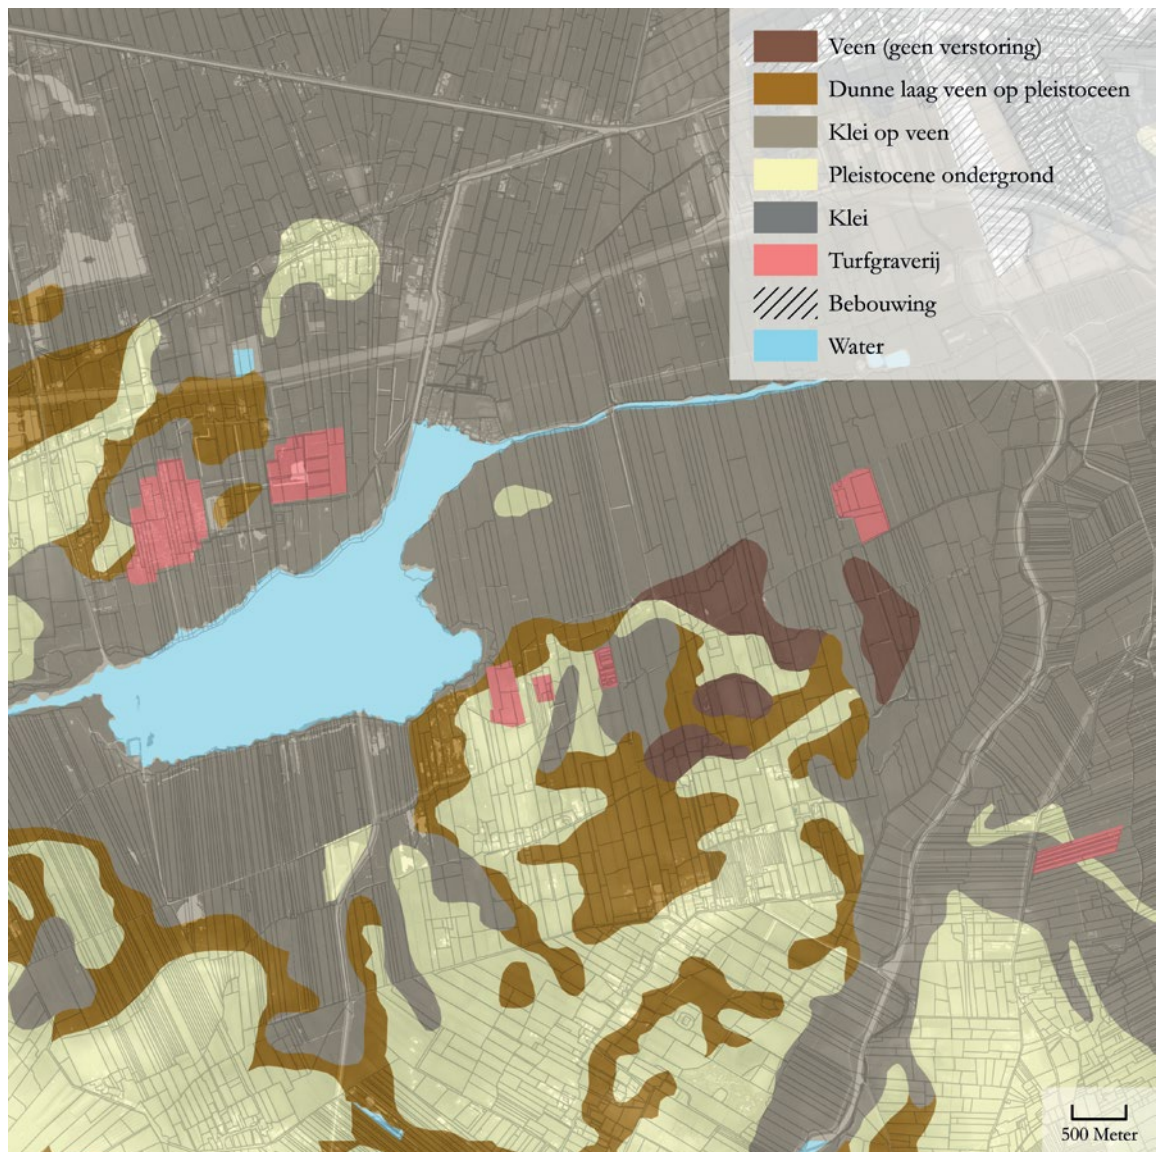 Veen (geen verstoring)
Dunne laag veen op pleistoceen
Klei op veen
Pleistocene ondergrond
Klei
Turfgraverij
Bebouwing
Water
500 Meter